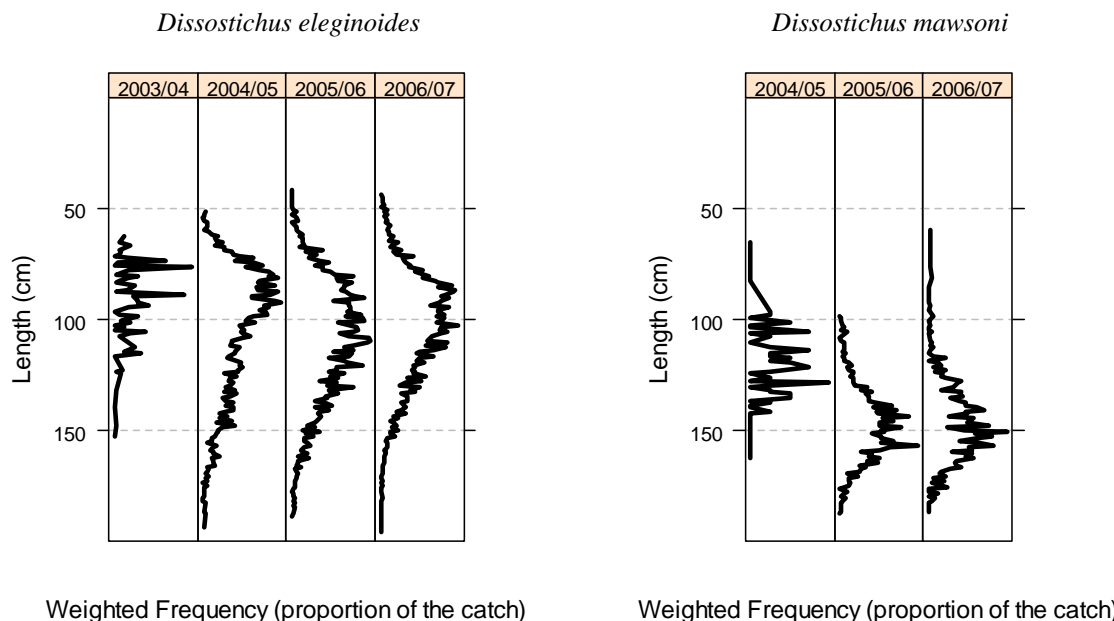 Dissostichus eleginoides
2003/04 2004/05 2005/06 2006/07
50
100
150
Length (cm)
Weighted Frequency (proportion of the catch)
Dissostichus mawsoni
2004/05 2005/06 2006/07
50
100
150
Length (cm)
Weighted Frequency (proportion of the catch)